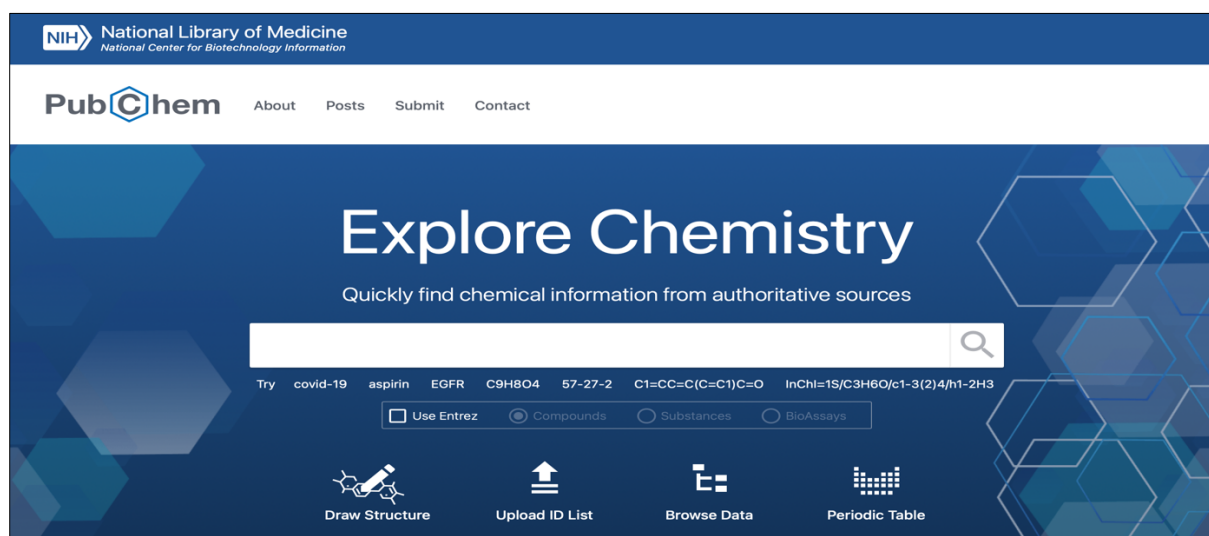 NIH National Library of Medicine
National Center for Biotechnology Information
PubChem About Posts Submit Contact
Explore Chemistry
Quickly find chemical information from authoritative sources
Try covid-19 aspirin EGFR C9H8O4 57-27-2 C1=CC=C(C=C1)C=O InChI=1S/C3H6O/c1-3(2)4/h1-2H3
Use Entrez Compounds Substances BioAssays
Draw Structure Upload ID List Browse Data Periodic Table